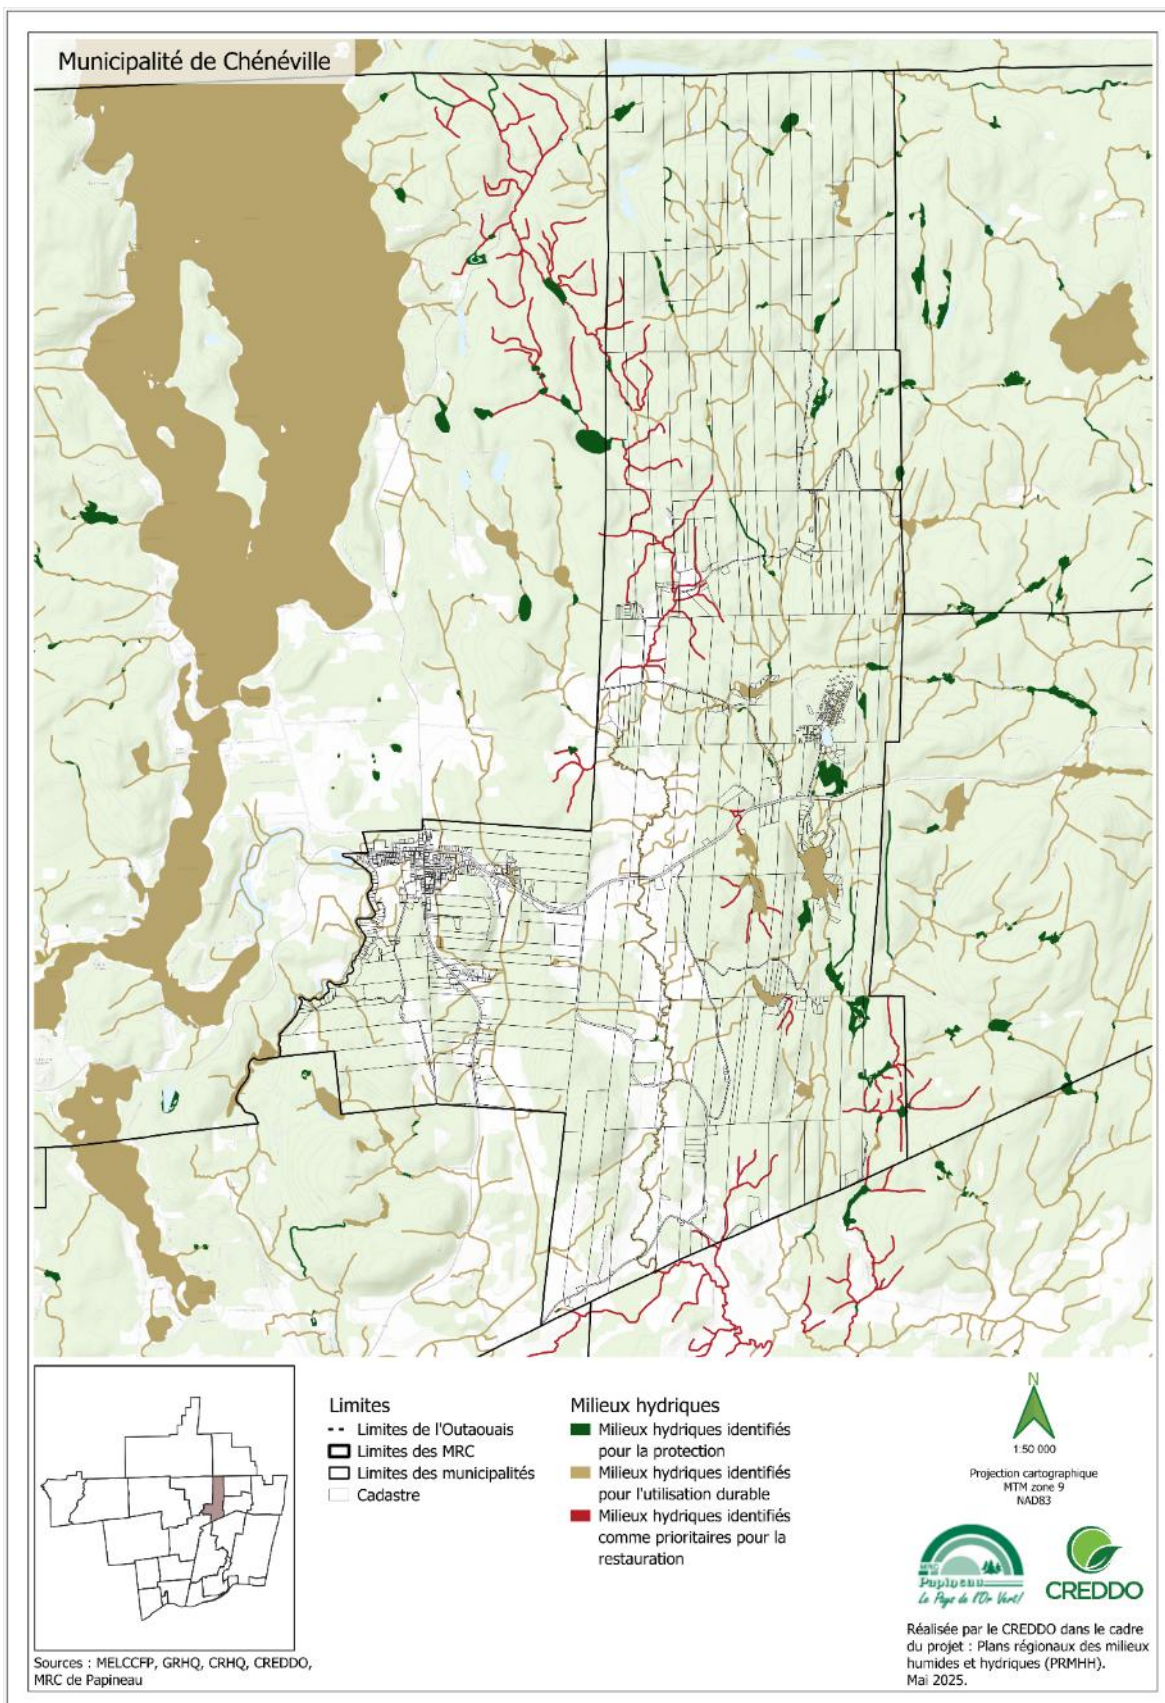 Municipalité de Chénéville
Limites
Limites de l'Outaouais
Limites des MRC
Limites des municipalités
Cadastre
Milieux hydriques
Milieux hydriques identifiés
pour la protection
Milieux hydriques identifiés
pour l'utilisation durable
Milieux hydriques identifiés
comme prioritaires pour la
restauration
N
1:50 000
Projection cartographique
MTM zone 9
NAD83
MRC
Papineau
Le Pays de l'Or Vert!
CREDDO
Réalisée par le CREDDO dans le cadre
du projet : Plans régionaux des milieux
humides et hydriques (PRMHH).
Mai 2025.
Sources : MELCCFP, GRHQ, CRHQ, CREDDO,
MRC de Papineau